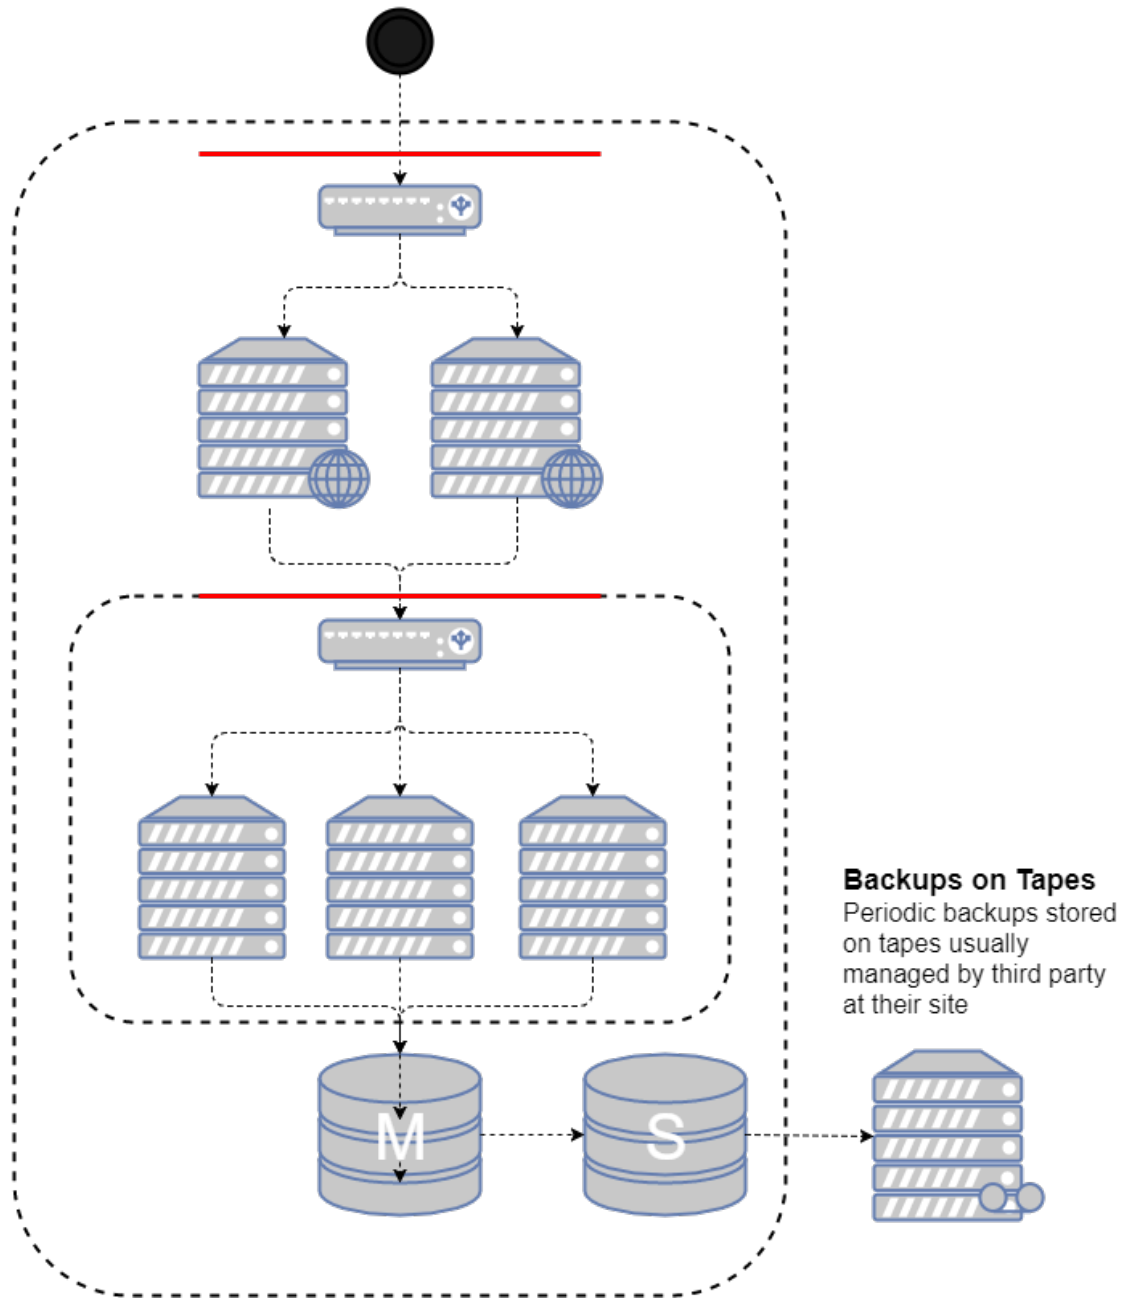 Backups on Tapes
Periodic backups stored
on tapes usually
managed by third party
at their site
M
S